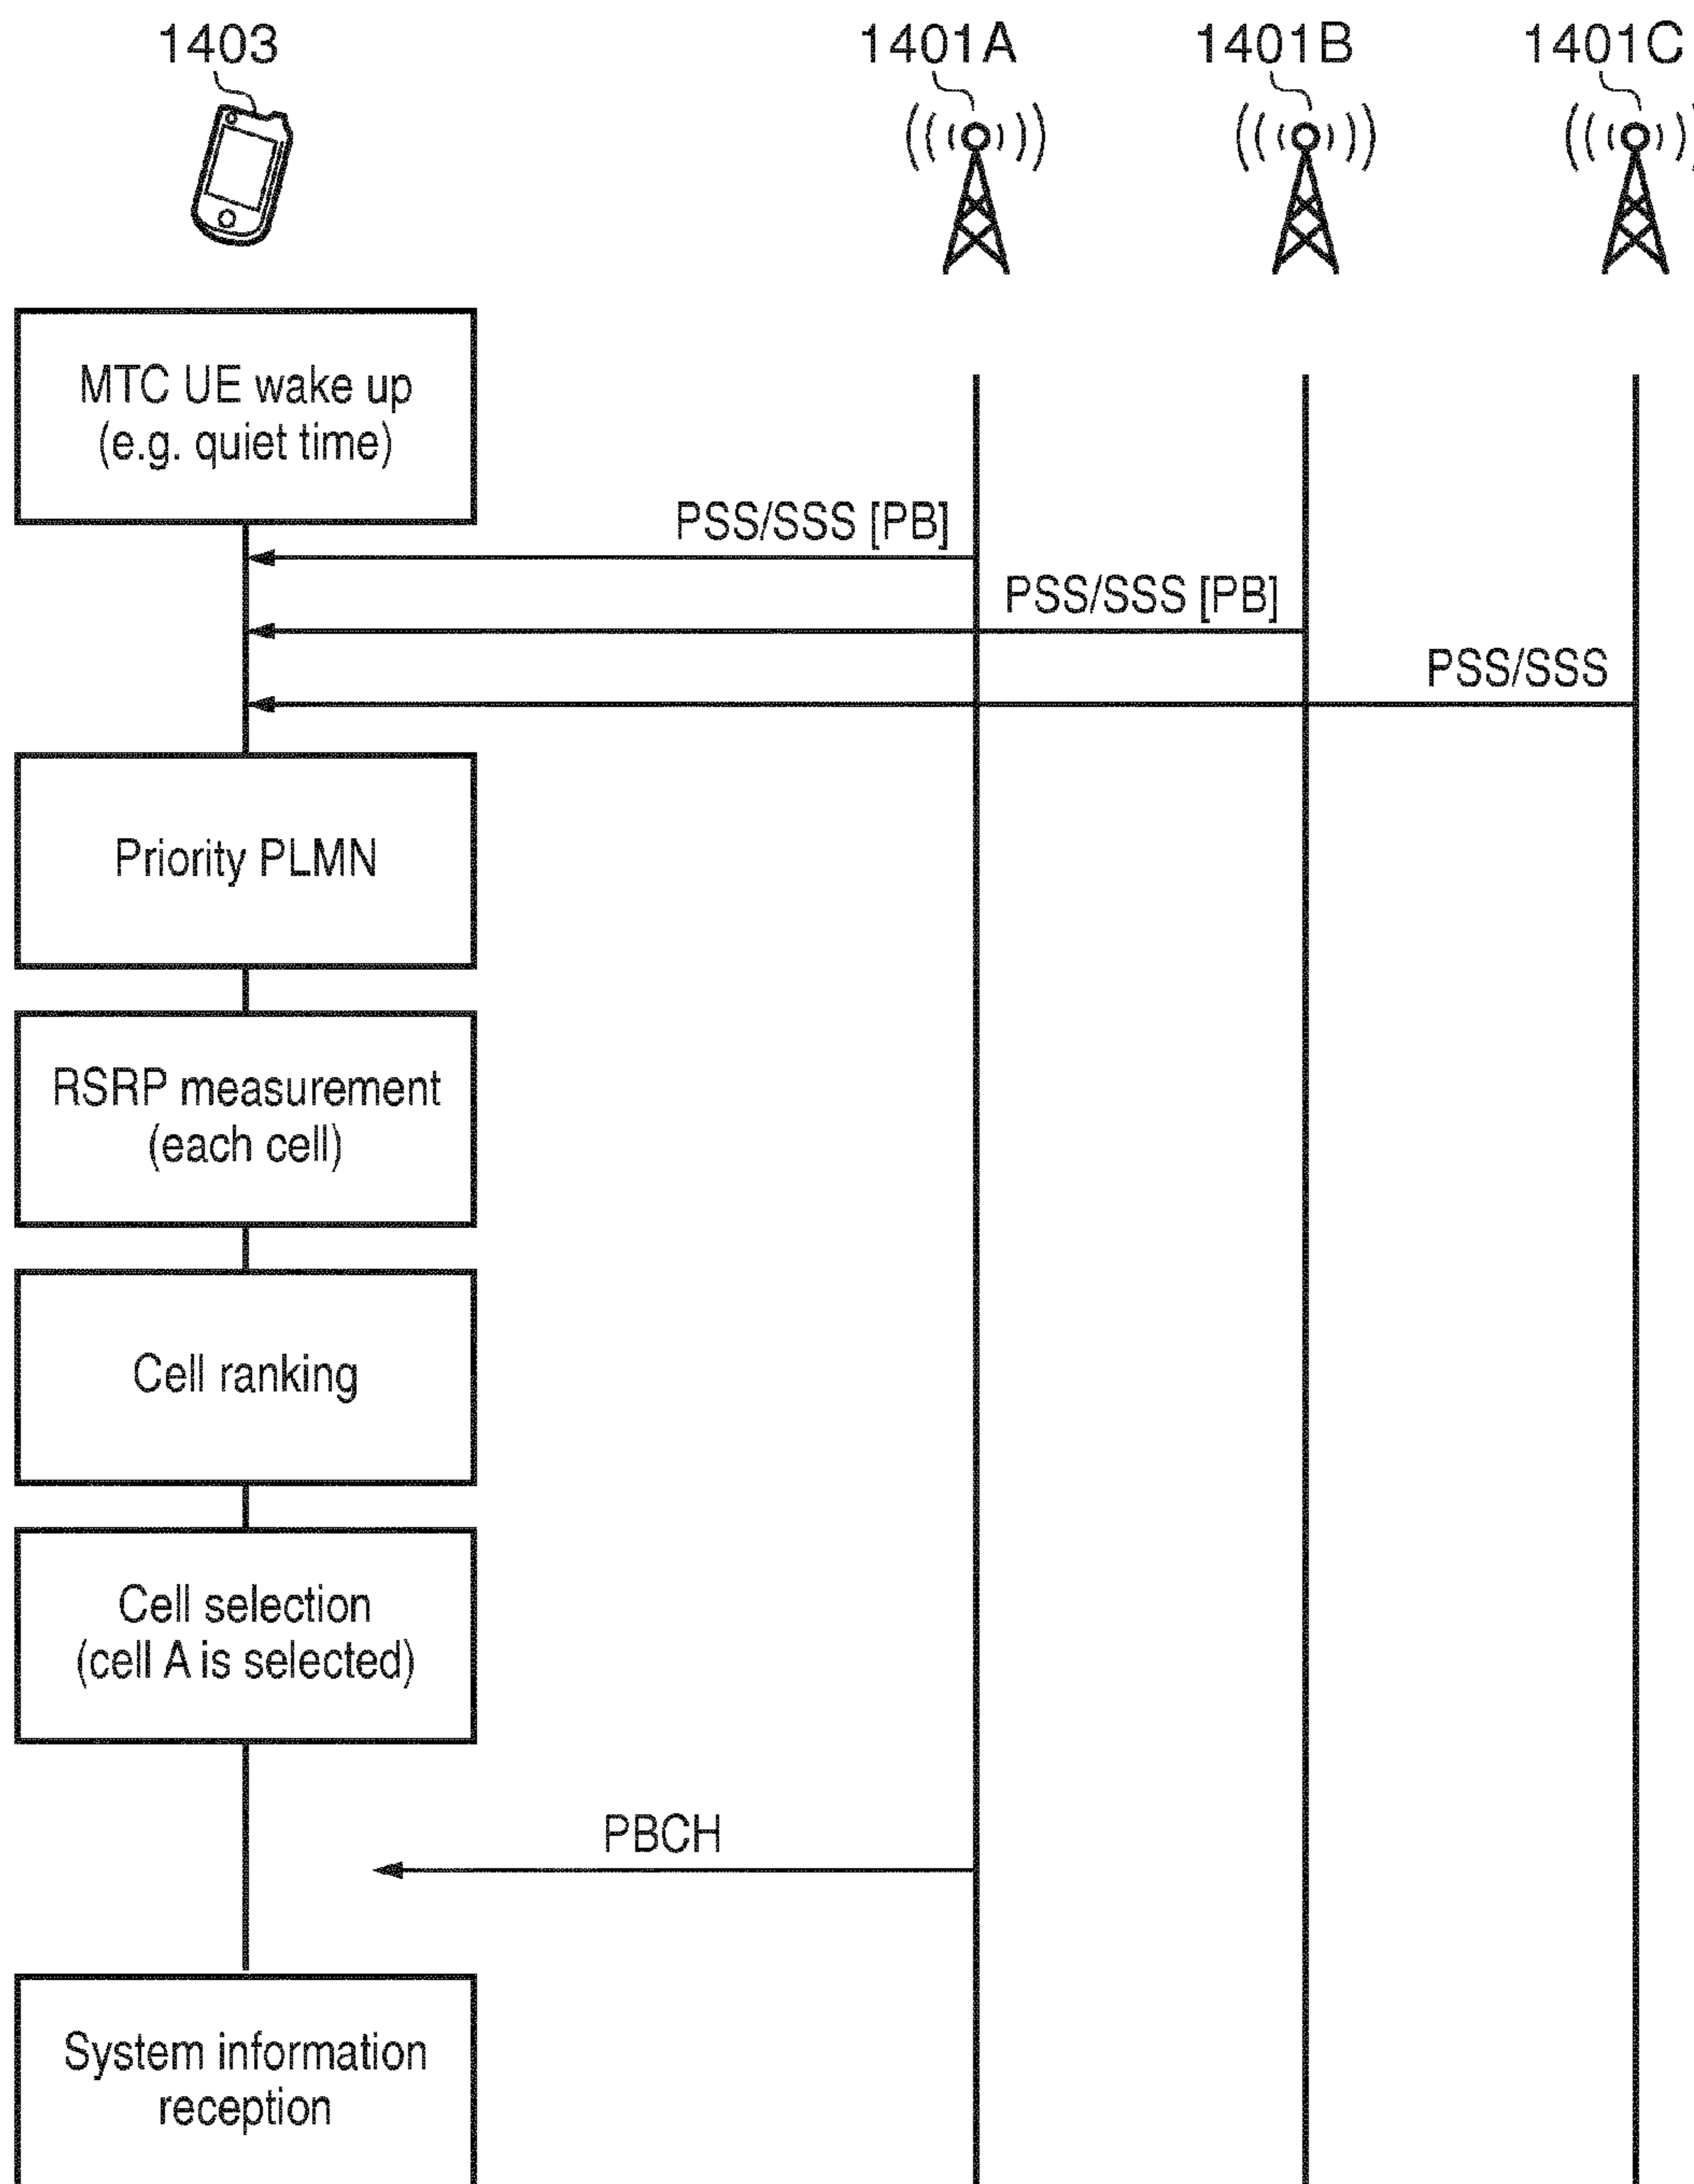 1403
1401A
1401B
1401C
MTC UE wake up
(e.g. quiet time)
PSS/SSS [PB]
PSS/SSS [PB]
PSS/SSS
Priority PLMN
RSRP measurement
(each cell)
Cell ranking
Cell selection
(cell A is selected)
PBCH
System information
reception